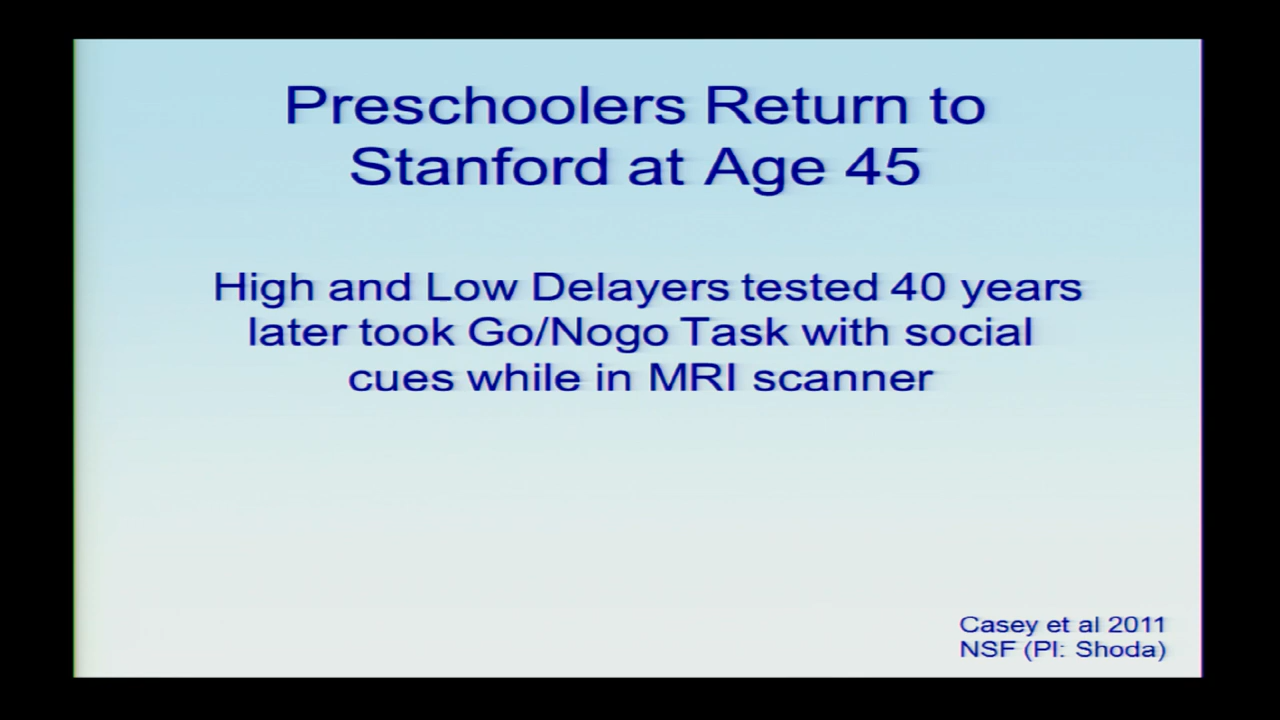 Preschoolers Return to
Stanford at Age 45
High and Low Delayers tested 40 years
later took Go/Nogo Task with social
cues while in MRI scanner
Casey et al 2011
NSF (PI: Shoda)